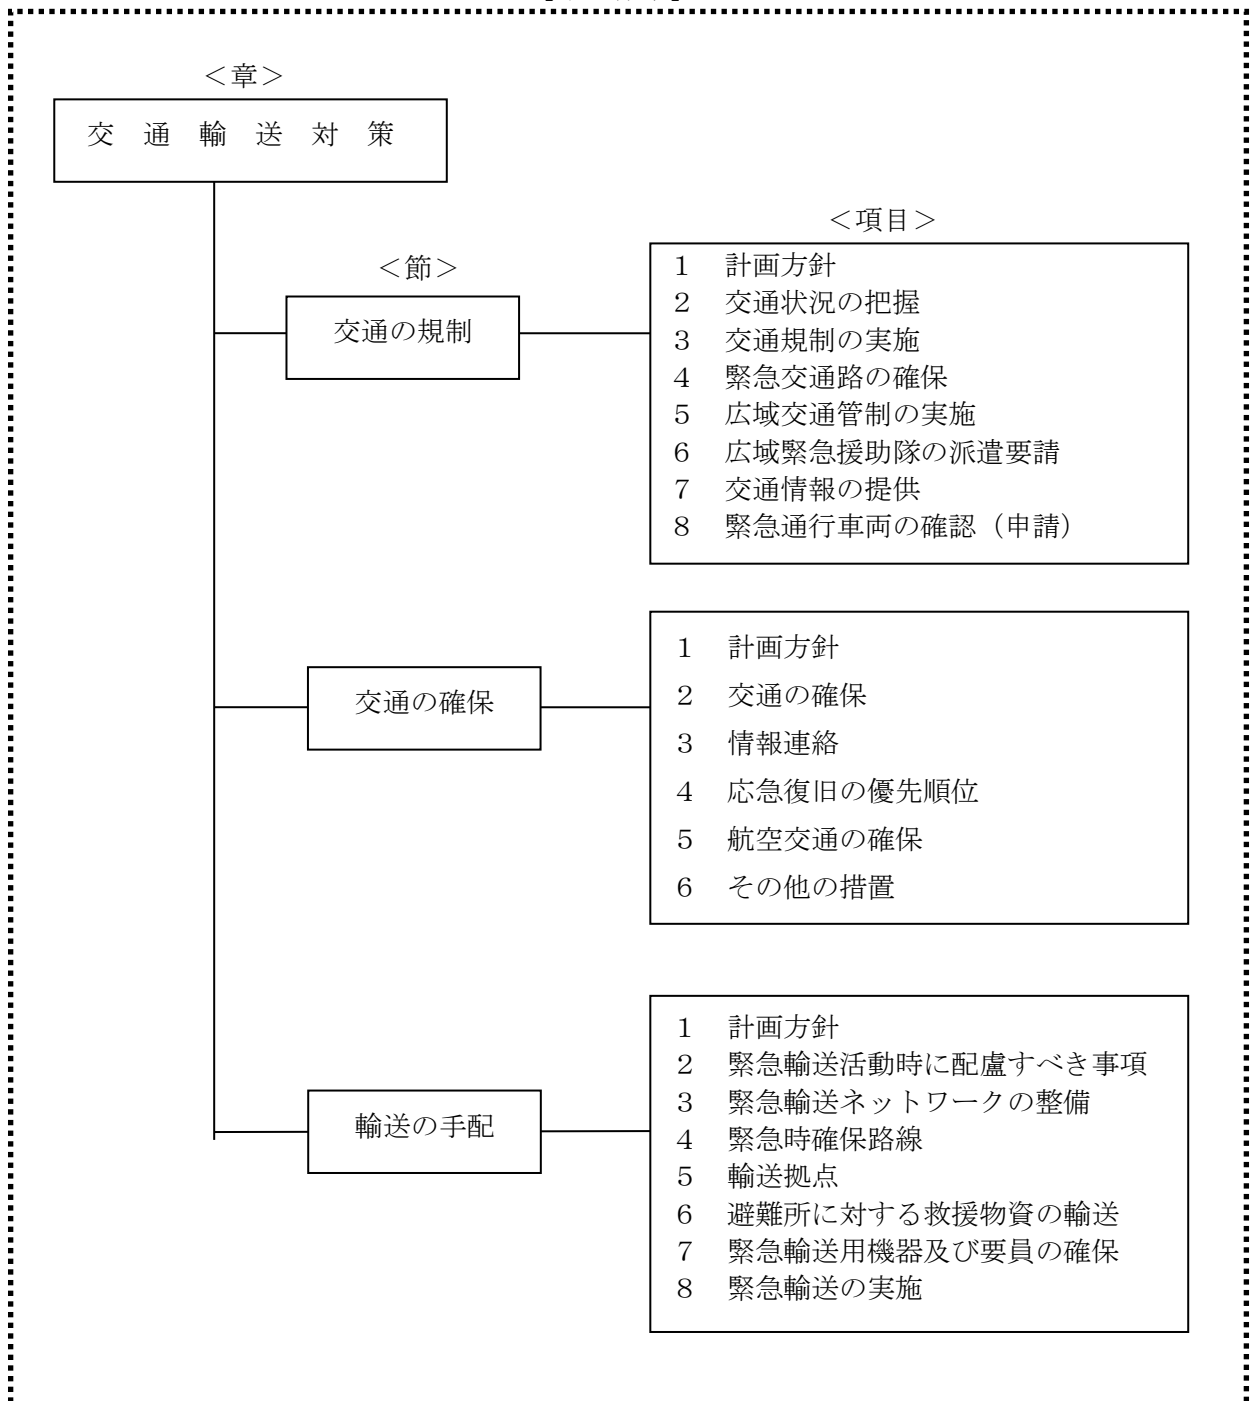 ＜章＞
交 通 輸 送 対 策
＜項目＞
＜節＞
交通の規制
１ 計画方針
２ 交通状況の把握
３ 交通規制の実施
４ 緊急交通路の確保
５ 広域交通管制の実施
６ 広域緊急援助隊の派遣要請
７ 交通情報の提供
８ 緊急通行車両の確認（申請）
交通の確保
１ 計画方針
２ 交通の確保
３ 情報連絡
４ 応急復旧の優先順位
５ 航空交通の確保
６ その他の措置
輸送の手配
１ 計画方針
２ 緊急輸送活動時に配慮すべき事項
３ 緊急輸送ネットワークの整備
４ 緊急時確保路線
５ 輸送拠点
６ 避難所に対する救援物資の輸送
７ 緊急輸送用機器及び要員の確保
８ 緊急輸送の実施